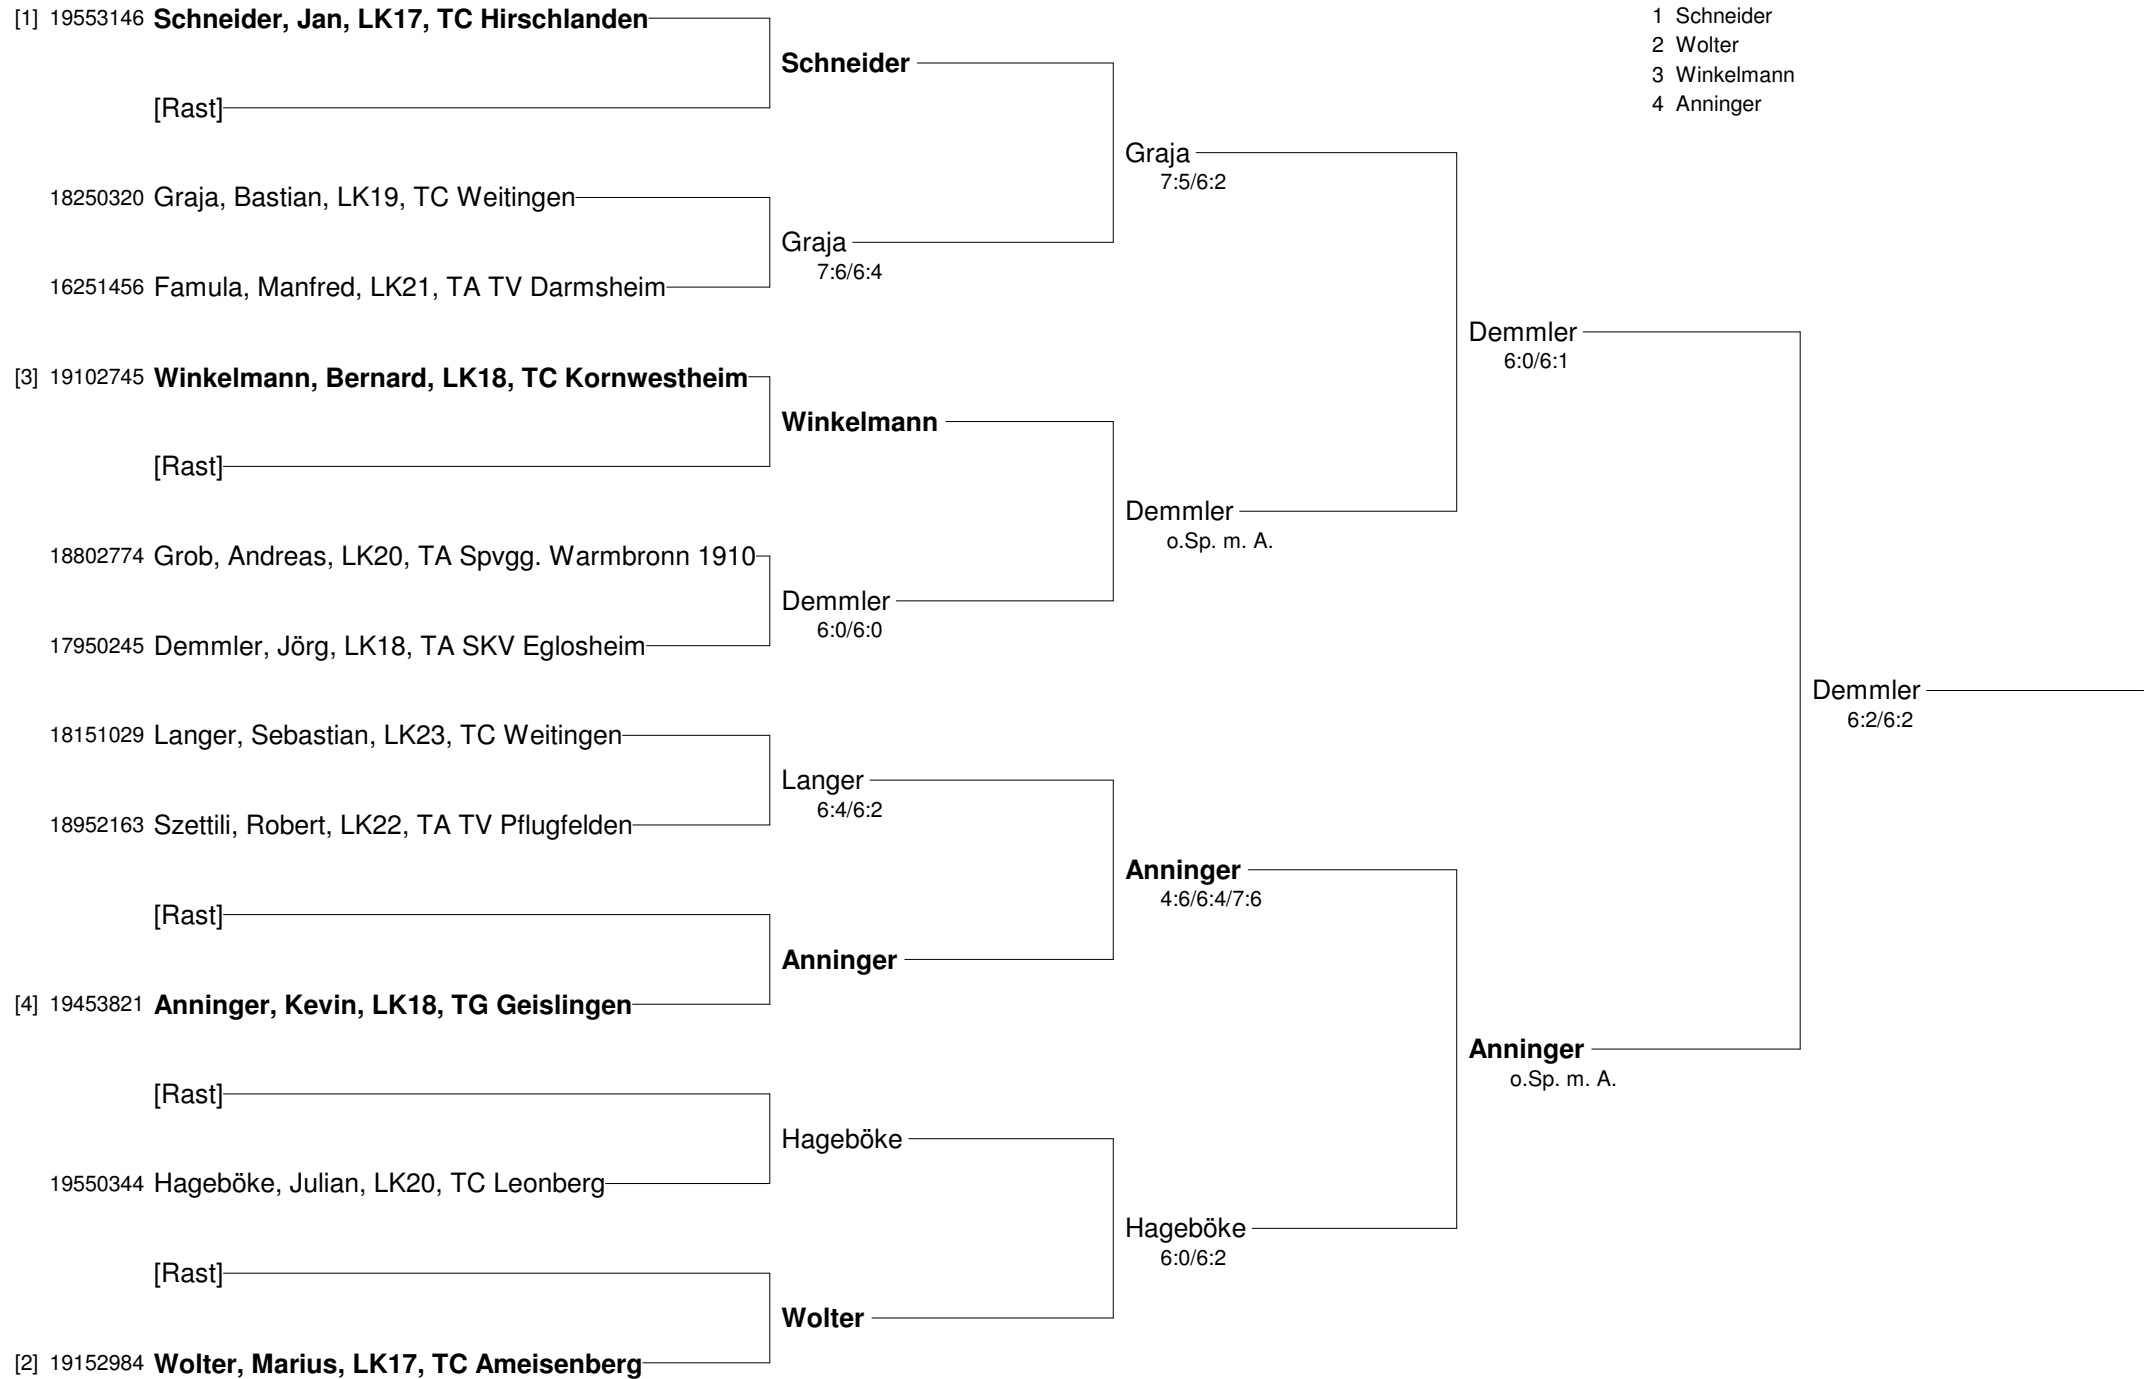 [1] 19553146 Schneider, Jan, LK17, TC Hirschlanden
[Rast]
18250320 Graja, Bastian, LK19, TC Weitingen
16251456 Famula, Manfred, LK21, TA TV Darmsheim
[3] 19102745 Winkelmann, Bernard, LK18, TC Kornwestheim
[Rast]
18802774 Grob, Andreas, LK20, TA Spvgg. Warmbronn 1910
17950245 Demmler, Jörg, LK18, TA SKV Eglosheim
18151029 Langer, Sebastian, LK23, TC Weitingen
18952163 Szettili, Robert, LK22, TA TV Pflugfelden
[Rast]
[4] 19453821 Anninger, Kevin, LK18, TG Geislingen
[Rast]
19550344 Hageböke, Julian, LK20, TC Leonberg
[Rast]
[2] 19152984 Wolter, Marius, LK17, TC Ameisenberg
Schneider
Graja
7:6/6:4
Winkelmann
Demmler
6:0/6:0
Langer
6:4/6:2
Anninger
Hageböke
Wolter
Graja
7:5/6:2
Demmler
o.Sp. m. A.
Anninger
4:6/6:4/7:6
Hageböke
6:0/6:2
Demmler
6:0/6:1
Anninger
o.Sp. m. A.
Demmler
6:2/6:2
1 Schneider
2 Wolter
3 Winkelmann
4 Anninger